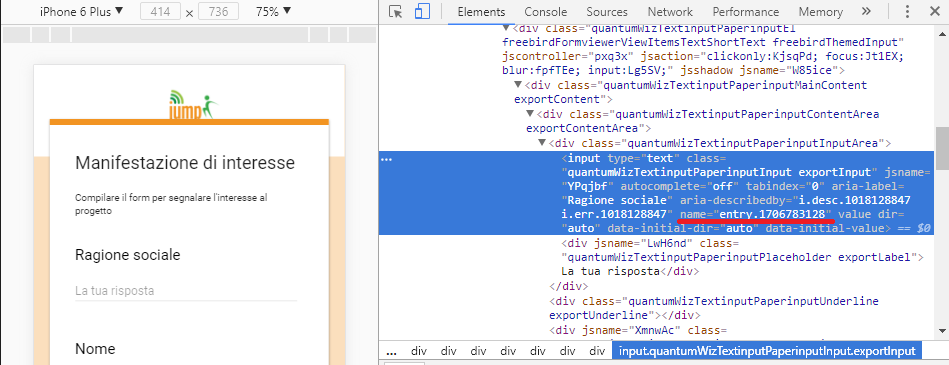 iPhone 6 Plus ▼ 414 × 736 75% ▼
jump
Manifestazione di interesse
Compilare il form per segnalare l'interesse al
progetto
Ragione sociale
La tua risposta
Nome
Elements Console Sources Network Performance Memory »
▼<div class="quantumWizTextinputPaperinputEl
freebirdFormviewerViewItemsTextShortText freebirdThemedInput"
jscontroller="pxq3x" jsaction="clickonly:KjsqPd; focus:Jt1EX;
blur:fpfTEe; input:Lg5SV;" jsshadow jsname="W85ice">
▼<div class="quantumWizTextinputPaperinputMainContent
exportContent">
▼<div class="quantumWizTextinputPaperinputContentArea
exportContentArea">
▼<div class="quantumWizTextinputPaperinputInputArea">
... <input type="text" class=
"quantumWizTextinputPaperinputInput exportInput" jsname=
"YPqjbf" autocomplete="off" tabindex="0" aria-label=
"Ragione sociale" aria-describedby="i.desc.1018128847
i.err.1018128847" name="entry.1706783128" value dir=
"auto" data-initial-dir="auto" data-initial-value> == $0
<div jsname="LwH6nd" class=
"quantumWizTextinputPaperinputPlaceholder exportLabel">
La tua risposta</div>
</div>
<div class="quantumWizTextinputPaperinputUnderline
exportUnderline"></div>
<div jsname="XmnwAc" class=
... div div div div div div input.quantumWizTextinputPaperinputInput.exportInput